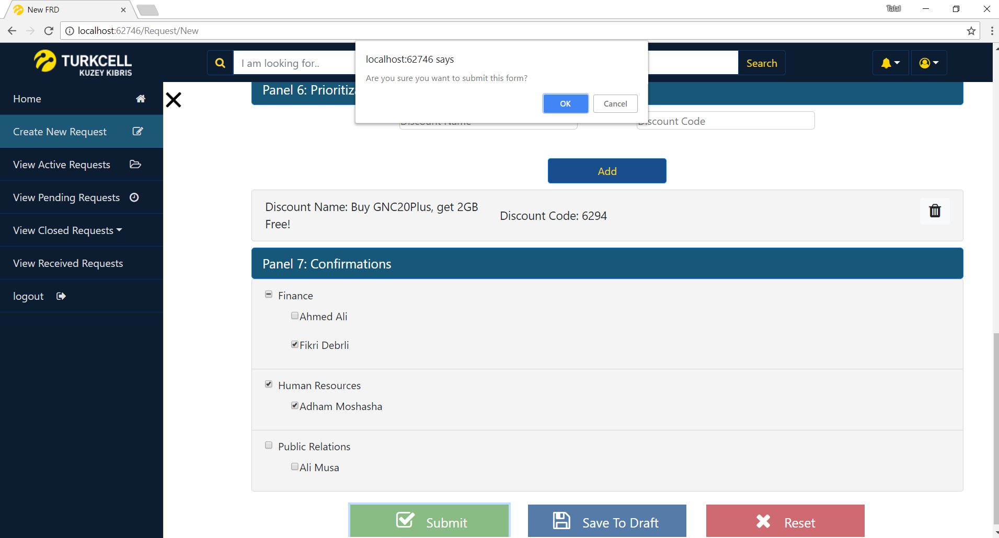 New FRD
Talal
localhost:62746/Request/New
TURKCELL
KUZEY KIBRIS
I am looking for..
Search
localhost:62746 says
Are you sure you want to submit this form?
OK
Cancel
Home
Create New Request
View Active Requests
View Pending Requests
View Closed Requests
View Received Requests
logout
Panel 6:
Discount Name
Discount Code
Add
Discount Name: Buy GNC20Plus, get 2GB
Free!
Discount Code: 6294
Panel 7: Confirmations
Finance
Ahmed Ali
Fikri Debrli
Human Resources
Adham Moshasha
Public Relations
Ali Musa
Submit
Save To Draft
Reset